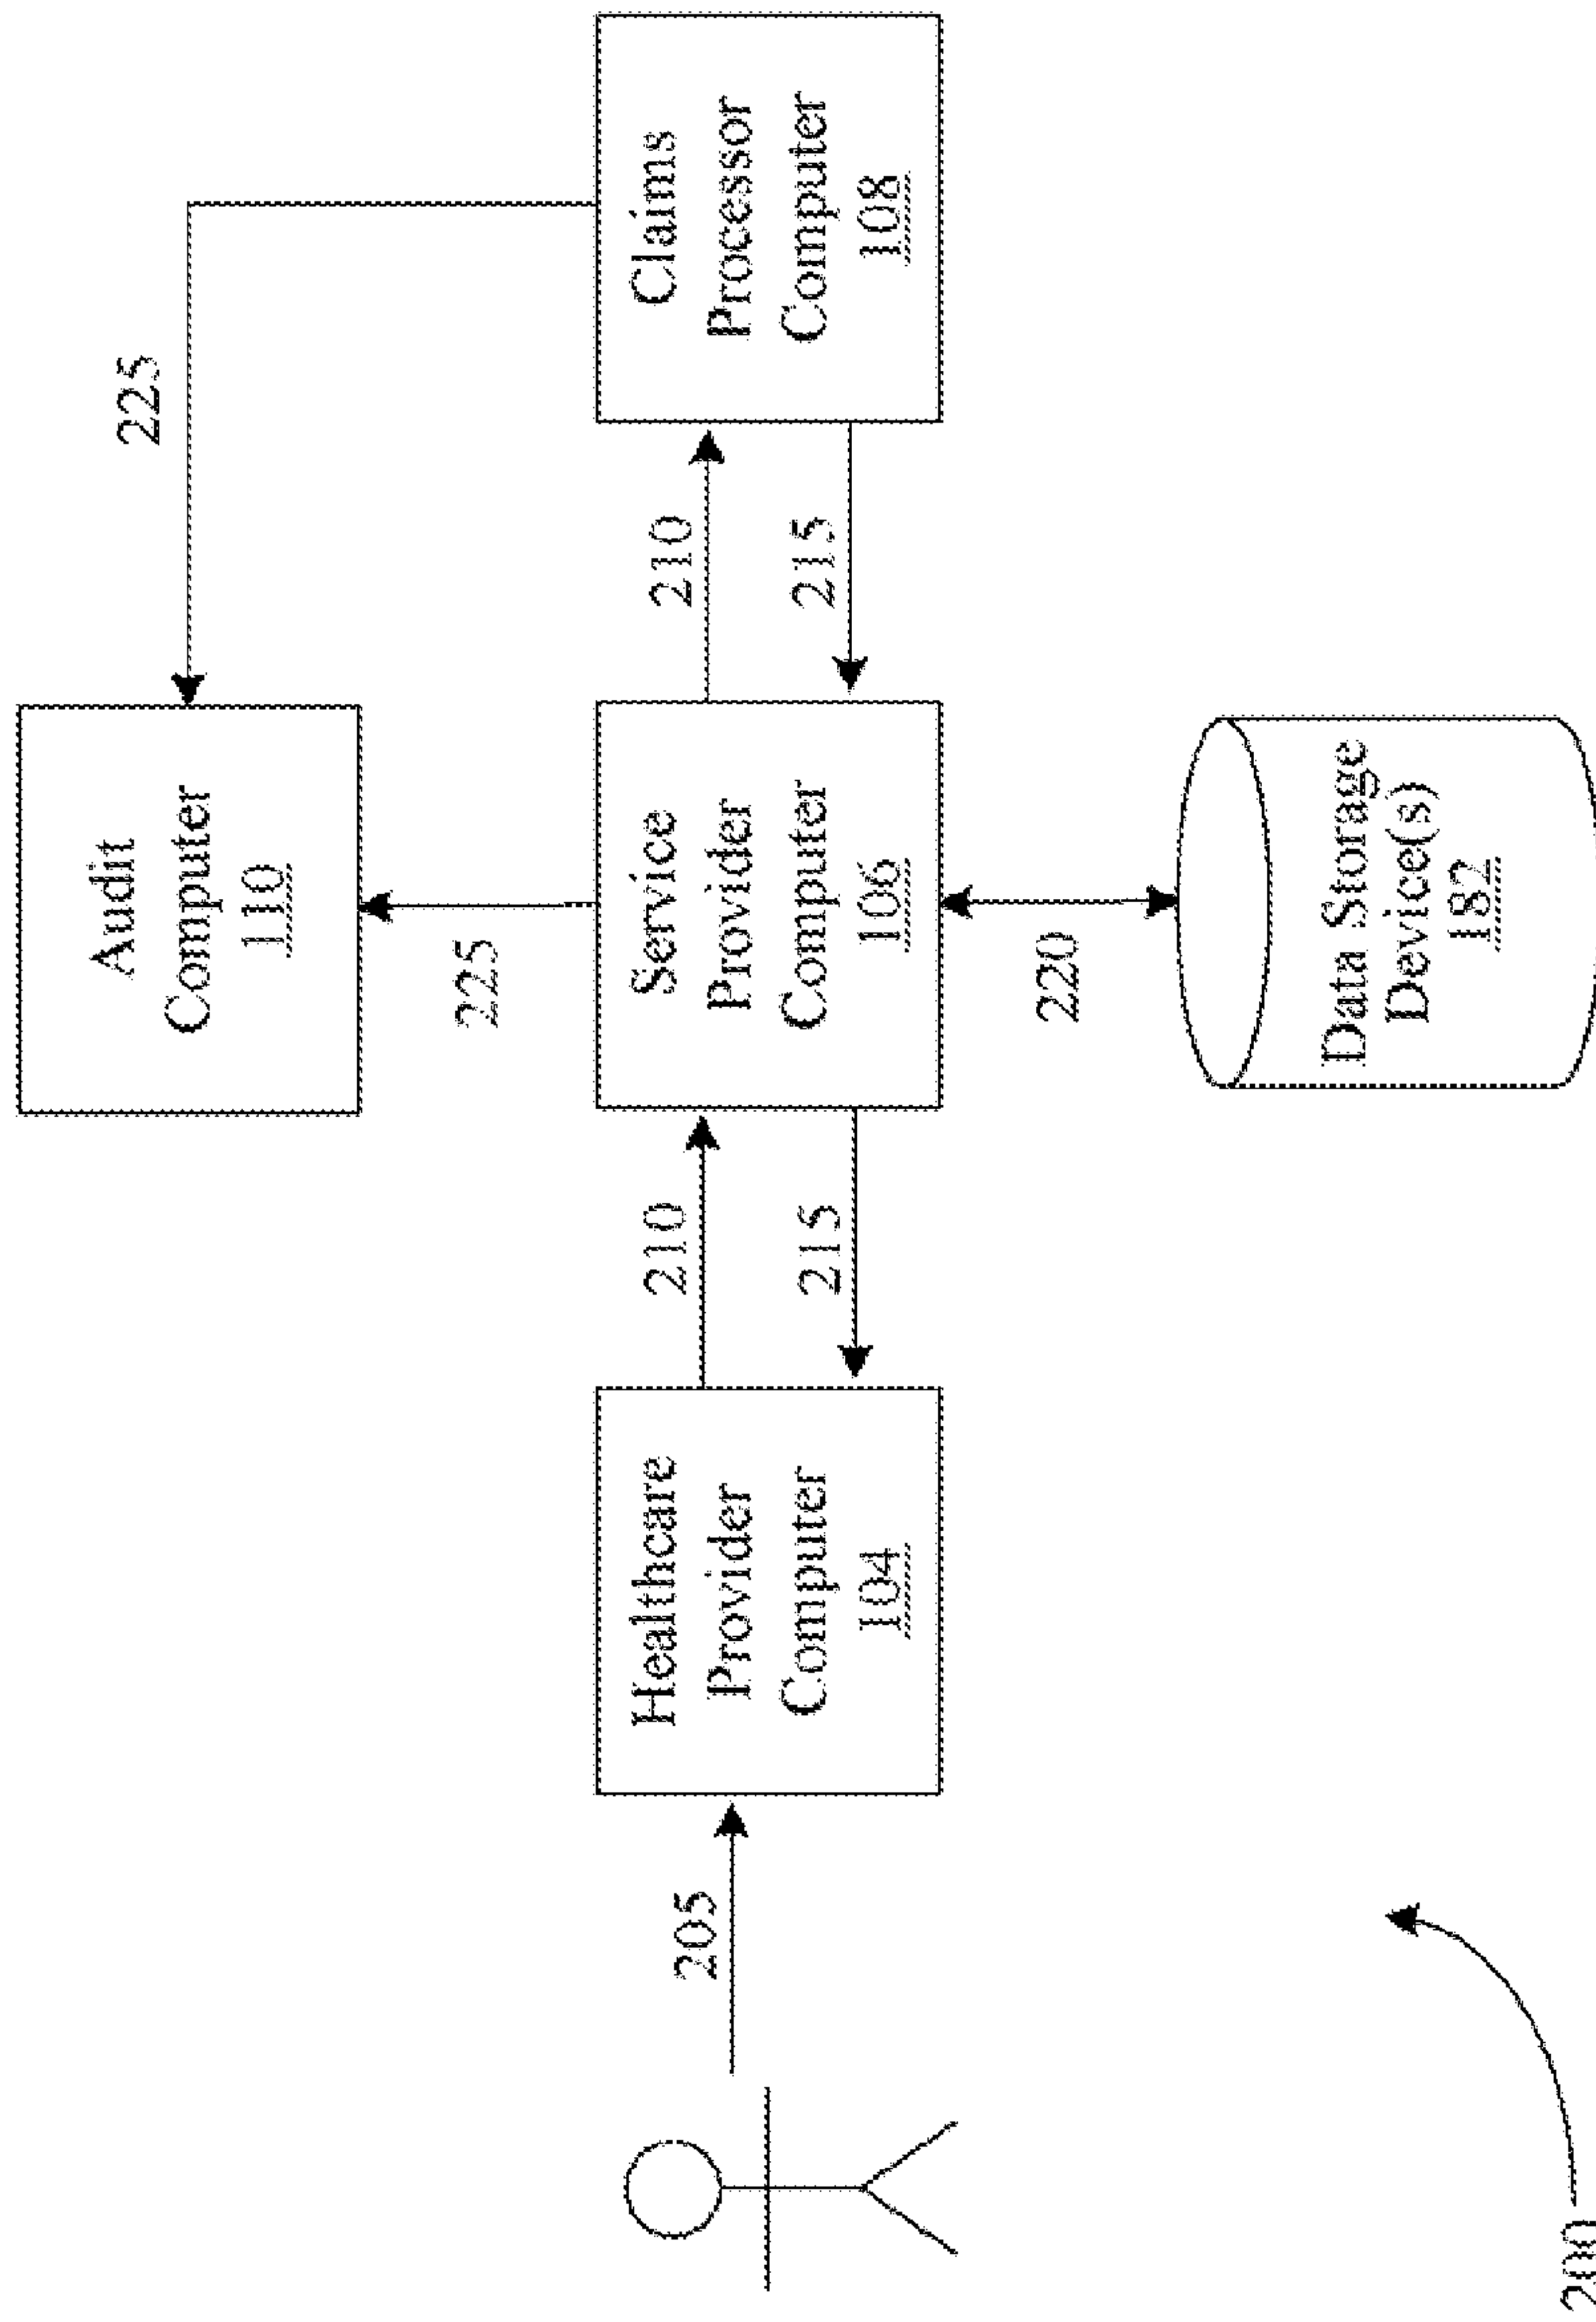 Audit
Computer
110
225
225
205
Healthcare
Provider
Computer
104
210
215
Service
Provider
Computer
106
210
215
Claims
Processor
Computer
108
220
Data Storage
Device(s)
182
200